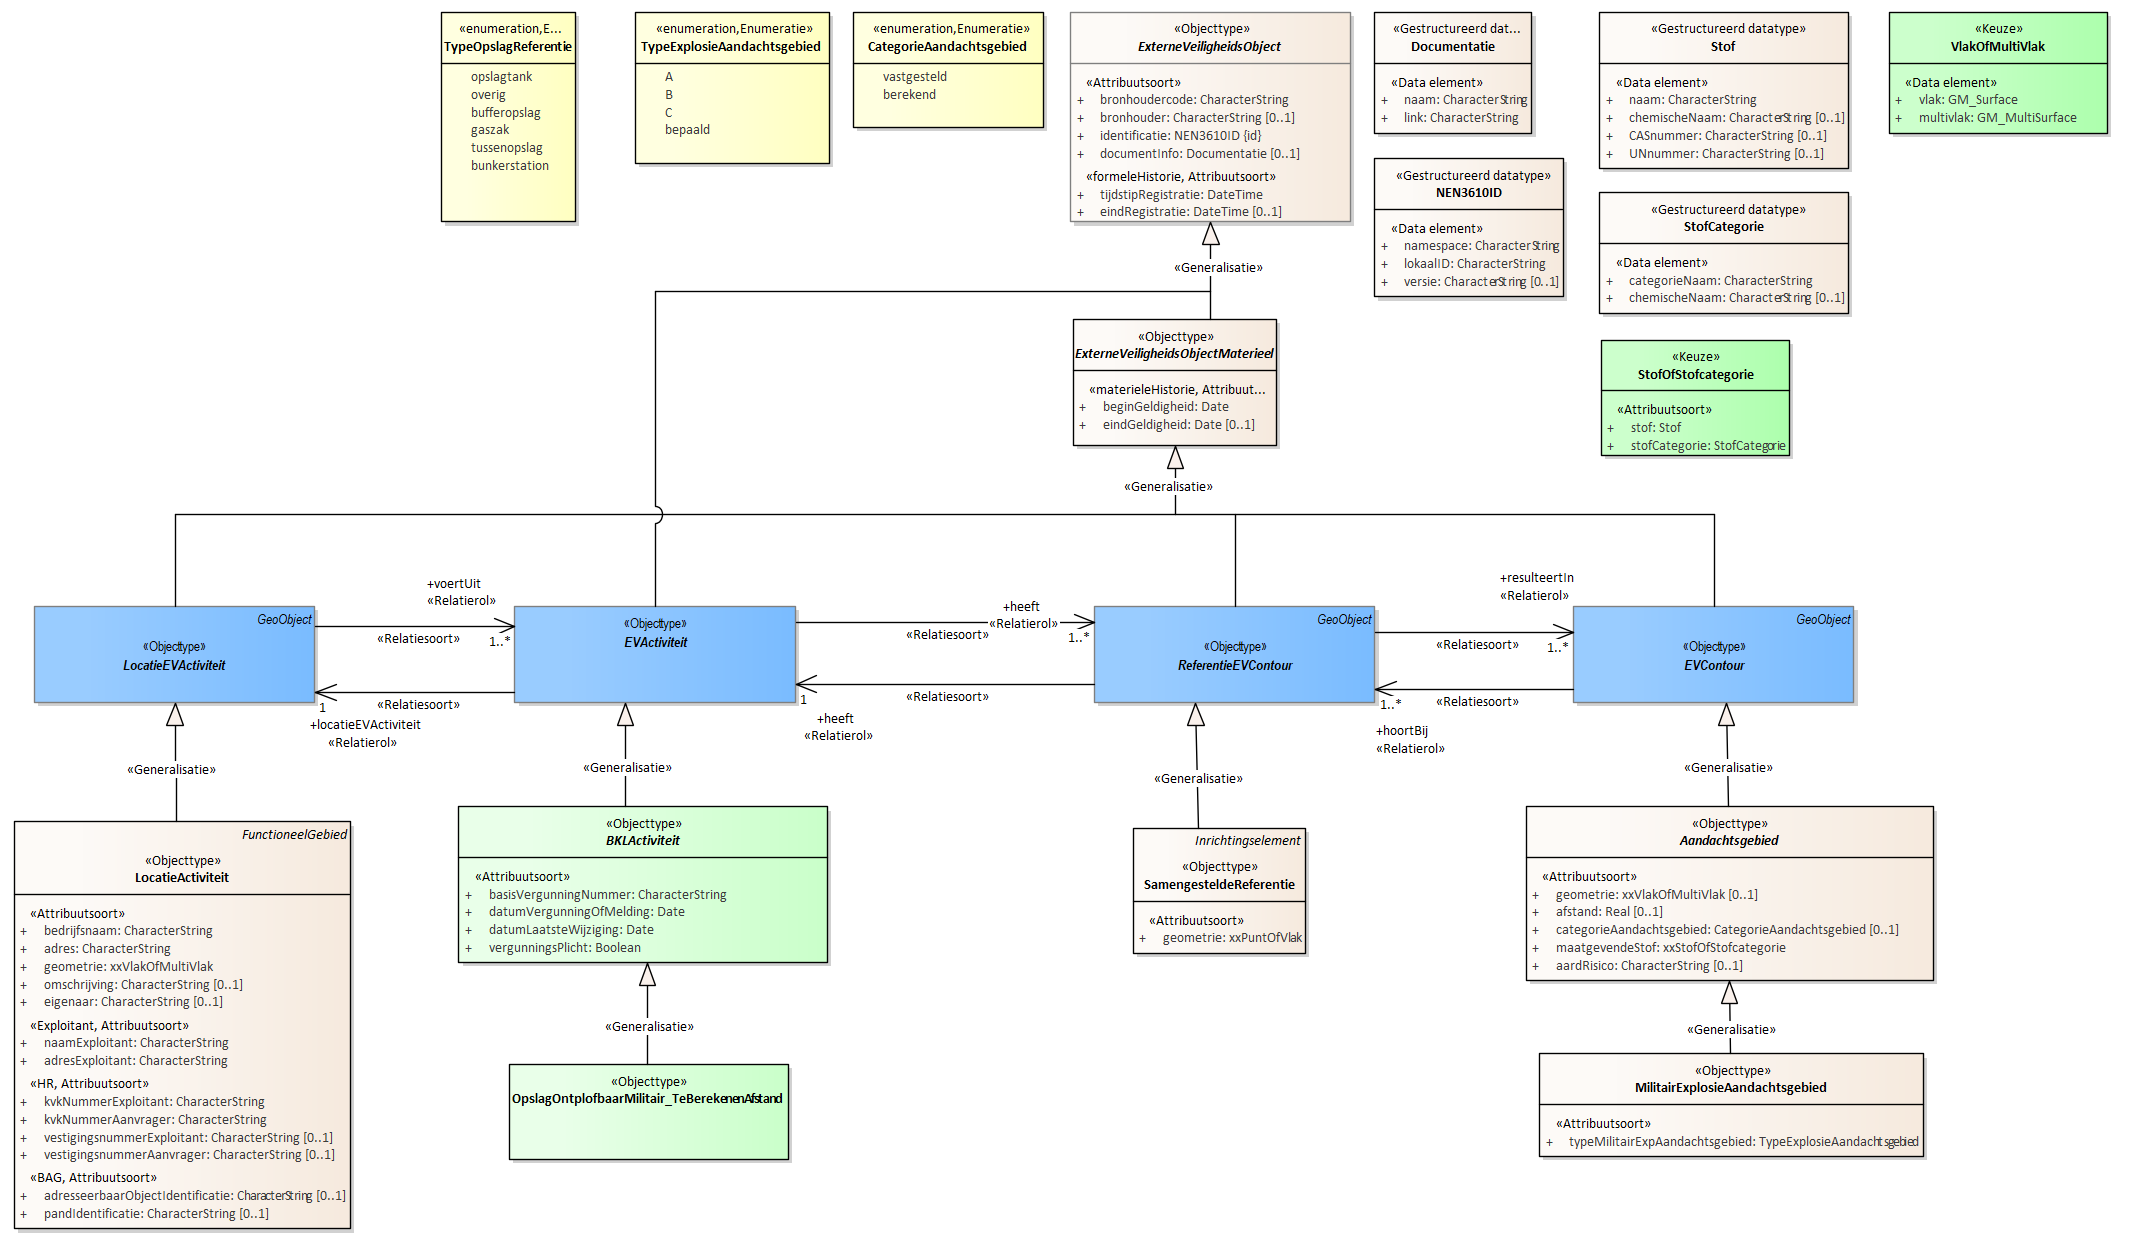 «enumeration,E...
TypeOpslagReferentie
opslagtank
overig
bufferopslag
gaszak
tussenopslag
bunkerstation
«enumeration,Enumeratie»
TypeExplosieAandachtsgebied
A
B
C
bepaald
«enumeration,Enumeratie»
CategorieAandachtsgebied
vastgesteld
berekend
«Objecttype»
ExterneVeiligheidsObject
«Attribuutsoort»
+ bronhoudercode: CharacterString
+ bronhouder: CharacterString [0..1]
+ identificatie: NEN3610ID {id}
+ documentInfo: Documentatie [0..1]
«formeleHistorie, Attribuutsoort»
+ tijdstipRegistratie: DateTime
+ eindRegistratie: DateTime [0..1]
«Gestructureerd dat...
Documentatie
«Data element»
+ naam: CharacterString
+ link: CharacterString
«Gestructureerd datatype»
NEN3610ID
«Data element»
+ namespace: CharacterString
+ lokaalID: CharacterString
+ versie: CharacterString [0..1]
«Gestructureerd datatype»
Stof
«Data element»
+ naam: CharacterString
+ chemischeNaam: CharacterString [0..1]
+ CASnummer: CharacterString [0..1]
+ UNnummer: CharacterString [0..1]
«Gestructureerd datatype»
StofCategorie
«Data element»
+ categorieNaam: CharacterString
+ chemischeNaam: CharacterString [0..1]
«Keuze»
StofOfStofcategorie
«Attribuutsoort»
+ stof: Stof
+ stofCategorie: StofCategorie
«Keuze»
VlakOfMultiVlak
«Data element»
+ vlak: GM_Surface
+ multivlak: GM_MultiSurface
«Generalisatie»
«Objecttype»
ExterneVeiligheidsObjectMaterieel
«materieleHistorie, Attribuut...
+ beginGeldigheid: Date
+ eindGeldigheid: Date [0..1]
«Generalisatie»
GeoObject
«Objecttype»
LocatieEVActiviteit
+voertUit
«Relatierol»
«Relatiesoort»
1..*
«Relatiesoort»
1
+locatieEVActiviteit
«Relatierol»
«Objecttype»
EVActiviteit
+heeft
«Relatierol»
«Relatiesoort»
1..*
«Relatiesoort»
1
+heeft
«Relatierol»
GeoObject
«Objecttype»
ReferentieEVContour
+resulteertIn
«Relatierol»
«Relatiesoort»
1..*
«Relatiesoort»
1..*
+hoortBij
«Relatierol»
GeoObject
«Objecttype»
EVContour
«Generalisatie»
«Generalisatie»
«Generalisatie»
«Generalisatie»
FunctioneelGebied
«Objecttype»
LocatieActiviteit
«Attribuutsoort»
+ bedrijfsnaam: CharacterString
+ adres: CharacterString
+ geometrie: xxVlakOfMultiVlak
+ omschrijving: CharacterString [0..1]
+ eigenaar: CharacterString [0..1]
«Exploitant, Attribuutsoort»
+ naamExploitant: CharacterString
+ adresExploitant: CharacterString
«HR, Attribuutsoort»
+ kvkNummerExploitant: CharacterString
+ kvkNummerAanvrager: CharacterString
+ vestigingsnummerExploitant: CharacterString [0..1]
+ vestigingsnummerAanvrager: CharacterString [0..1]
«BAG, Attribuutsoort»
+ adresseerbaarObjectIdentificatie: CharacterString [0..1]
+ pandIdentificatie: CharacterString [0..1]
«Objecttype»
BKLActiviteit
«Attribuutsoort»
+ basisVergunningNummer: CharacterString
+ datumVergunningOfMelding: Date
+ datumLaatsteWijziging: Date
+ vergunningsPlicht: Boolean
«Generalisatie»
«Objecttype»
OpslagOntplofbaarMilitair_TeBerekenenAfstand
Inrichtingselement
«Objecttype»
SamengesteldeReferentie
«Attribuutsoort»
+ geometrie: xxPuntOfVlak
«Objecttype»
Aandachtsgebied
«Attribuutsoort»
+ geometrie: xxVlakOfMultiVlak [0..1]
+ afstand: Real [0..1]
+ categorieAandachtsgebied: CategorieAandachtsgebied [0..1]
+ maatgevendeStof: xxStofOfStofcategorie
+ aardRisico: CharacterString [0..1]
«Generalisatie»
«Objecttype»
MilitairExplosieAandachtsgebied
«Attribuutsoort»
+ typeMilitairExpAandachtsgebied: TypeExplosieAandachtsgebied